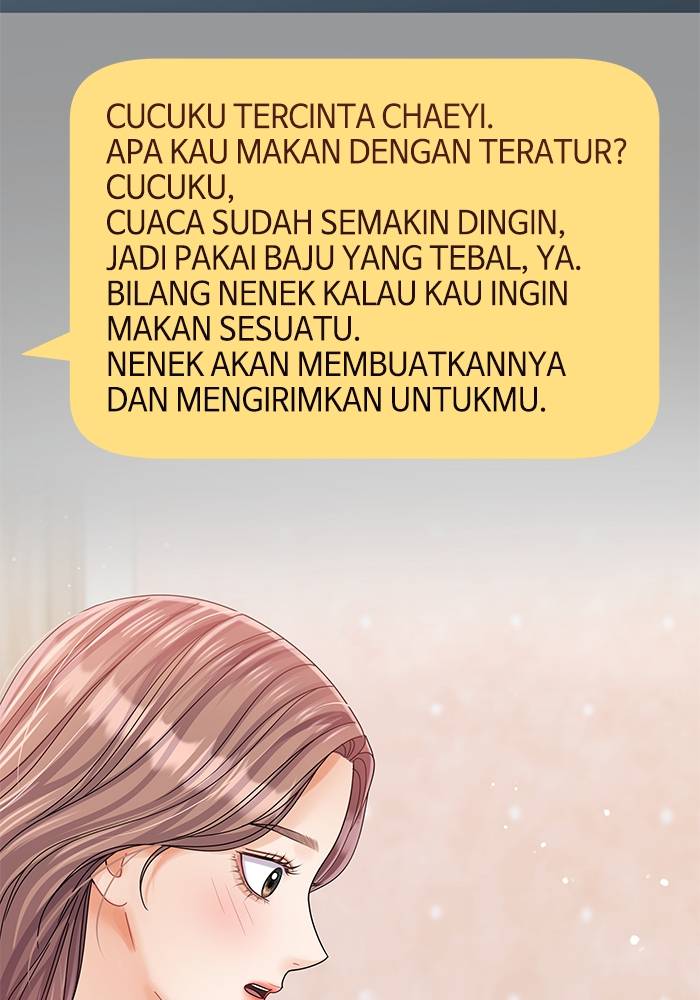 CUCUKU TERCINTA CHAEYI.
APA KAU MAKAN DENGAN TERATUR?
CUCUKU,
CUACA SUDAH SEMAKIN DINGIN,
JADI PAKAI BAJU YANG TEBAL, YA.
BILANG NENEK KALAU KAU INGIN
MAKAN SESUATU.
NENEK AKAN MEMBUATKANNYA
DAN MENGIRIMKAN UNTUKMU.